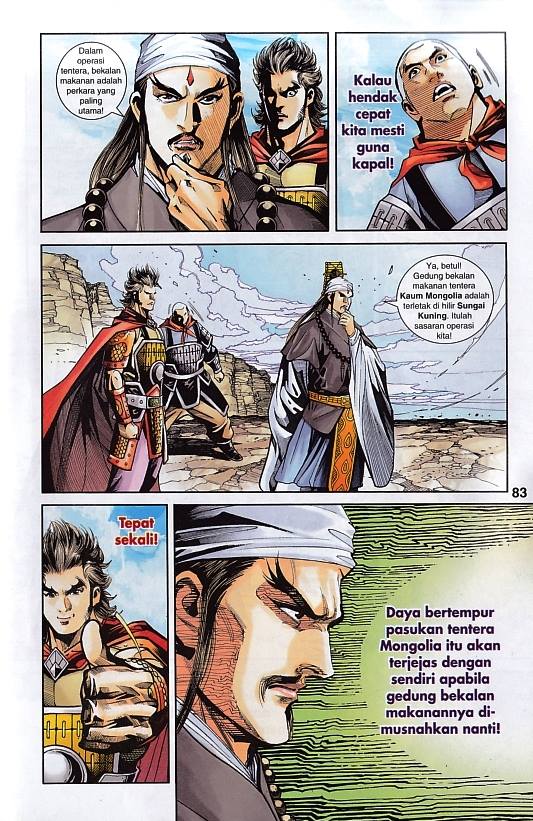 Dalam
operasi
tentera, bekalan
makanan adalah
perkara yang
paling
utama!
Kalau
hendak
cepat
kita mesti
guna
kapal!
Ya, betul!
Gedung bekalan
makanan tentera
Kaum Mongolia adalah
terletak di hilir Sungai
Kuning. Itulah
sasaran operasi
kita!
83
Tepat
sekali!
Daya bertempur
pasukan tentera
Mongolia itu akan
terjejas dengan
sendiri apabila
gedung bekalan
makanannya di-
musnahkan nanti!